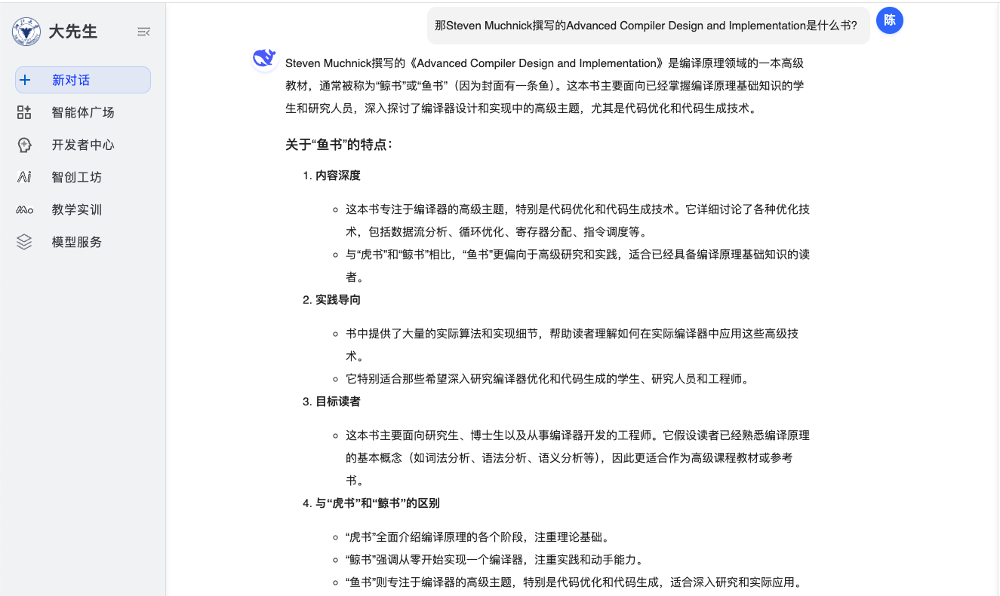 大先生
新对话
智能体广场
开发者中心
智创工坊
教学实训
模型服务
那Steven Muchnick撰写的Advanced Compiler Design and Implementation是什么书?
陈
Steven Muchnick撰写的《Advanced Compiler Design and Implementation》是编译原理领域的一本高级
教材，通常被称为“鲸书”或“鱼书”（因为封面有一条鱼）。这本书主要面向已经掌握编译原理基础知识的学
生和研究人员，深入探讨了编译器设计和实现中的高级主题，尤其是代码优化和代码生成技术。
关于“鱼书”的特点：
1. 内容深度
○ 这本书专注于编译器的高级主题，特别是代码优化和代码生成技术。它详细讨论了各种优化技
术，包括数据流分析、循环优化、寄存器分配、指令调度等。
○ 与“虎书”和“鲸书”相比，“鱼书”更偏向于高级研究和实践，适合已经具备编译原理基础知识的读
者。
2. 实践导向
○ 书中提供了大量的实际算法和实现细节，帮助读者理解如何在实际编译器中应用这些高级技
术。
○ 它特别适合那些希望深入研究编译器优化和代码生成的学生、研究人员和工程师。
3. 目标读者
○ 这本书主要面向研究生、博士生以及从事编译器开发的工程师。它假设读者已经熟悉编译原理
的基本概念（如词法分析、语法分析、语义分析等），因此更适合作为高级课程教材或参考
书。
4. 与“虎书”和“鲸书”的区别
○ “虎书”全面介绍编译原理的各个阶段，注重理论基础。
○ “鲸书”强调从零开始实现一个编译器，注重实践和动手能力。
○ “鱼书”则专注于编译器的高级主题，特别是代码优化和代码生成，适合深入研究和实际应用。